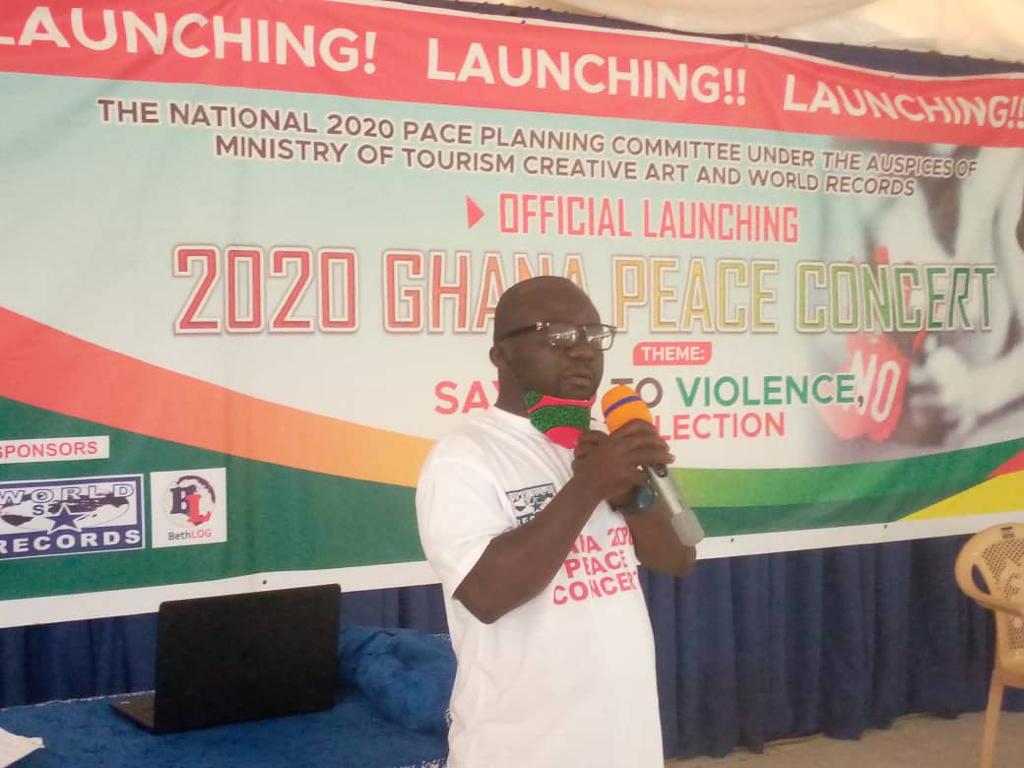 LAUNCHING! LAUNCHING!! LAUNCHING!!
THE NATIONAL 2020 PACE PLANNING COMMITTEE UNDER THE AUSPICES OF
MINISTRY OF TOURISM CREATIVE ART AND WORLD RECORDS
OFFICIAL LAUNCHING
2020 GHANA PEACE CONCERT
THEME:
SAY TO VIOLENCE,
LECTION
NO
SPONSORS
WORLD
RECORDS
BL
BethLOG
PEACE
CONCERT